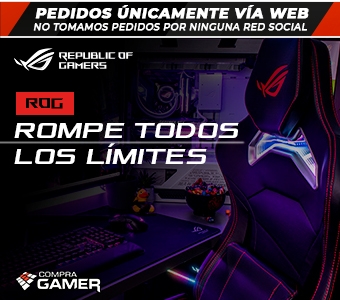 PEDIDOS ÚNICAMENTE VÍA WEB
NO TOMAMOS PEDIDOS POR NINGUNA RED SOCIAL
REPUBLIC OF
GAMERS
ROG
ROMPE TODOS
LOS LÍMITES
COMPRA
GAMER